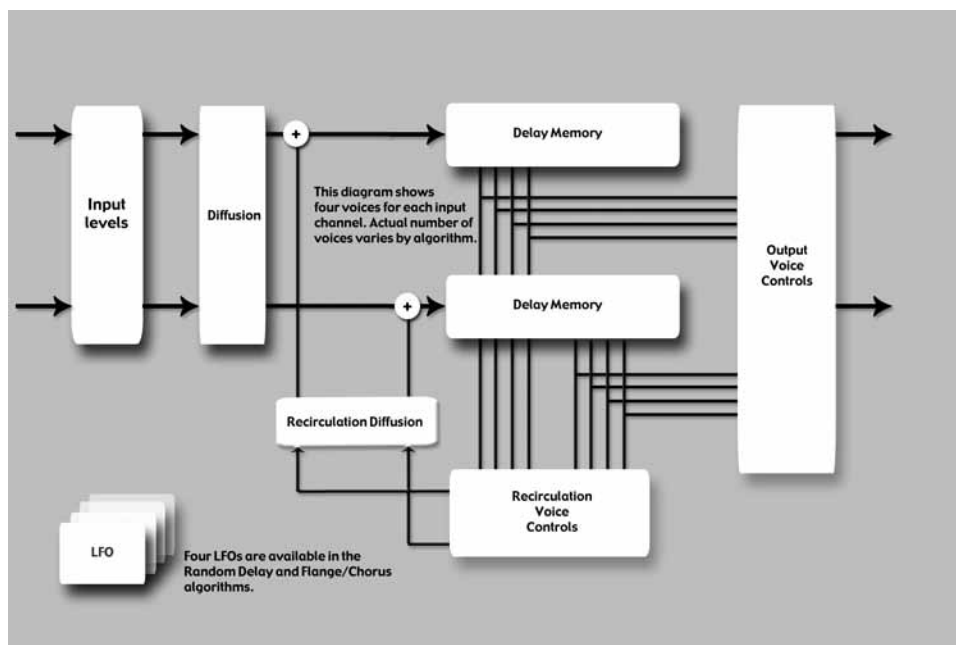 Delay Memory
+
Input
levels
Diffusion
This diagram shows
four voices for each input
channel. Actual number of
voices varies by algorithm.
Output
Voice
Controls
Delay Memory
+
Recirculation Diffusion
Recirculation
Voice
Controls
LFO
Four LFOs are available in the
Random Delay and Flange/Chorus
algorithms.